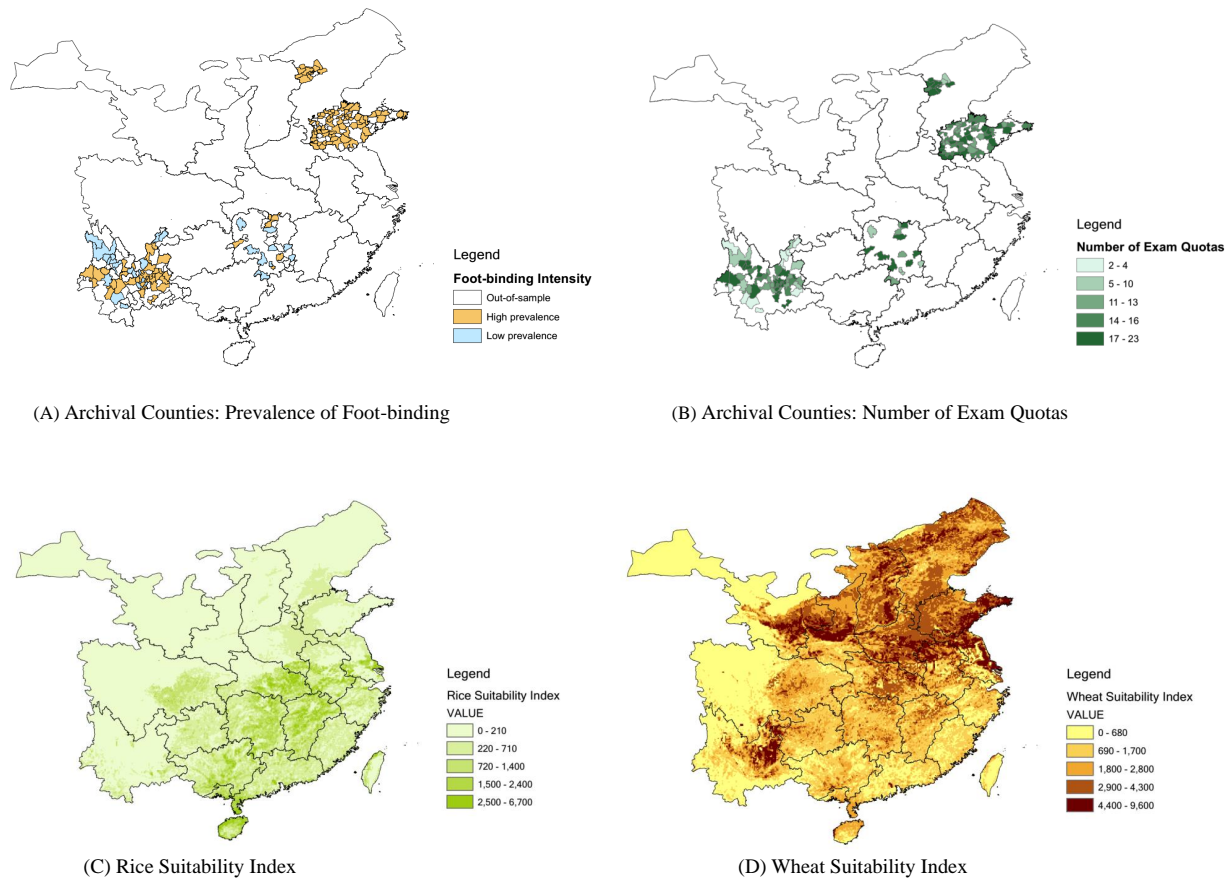 Legend
Foot-binding Intensity
Out-of-sample
High prevalence
Low prevalence
(A) Archival Counties: Prevalence of Foot-binding
Legend
Number of Exam Quotas
2 - 4
5 - 10
11 - 13
14 - 16
17 - 23
(B) Archival Counties: Number of Exam Quotas
Legend
Rice Suitability Index
VALUE
0 - 210
220 - 710
720 - 1,400
1,500 - 2,400
2,500 - 6,700
(C) Rice Suitability Index
Legend
Wheat Suitability Index
VALUE
0 - 680
690 - 1,700
1,800 - 2,800
2,900 - 4,300
4,400 - 9,600
(D) Wheat Suitability Index